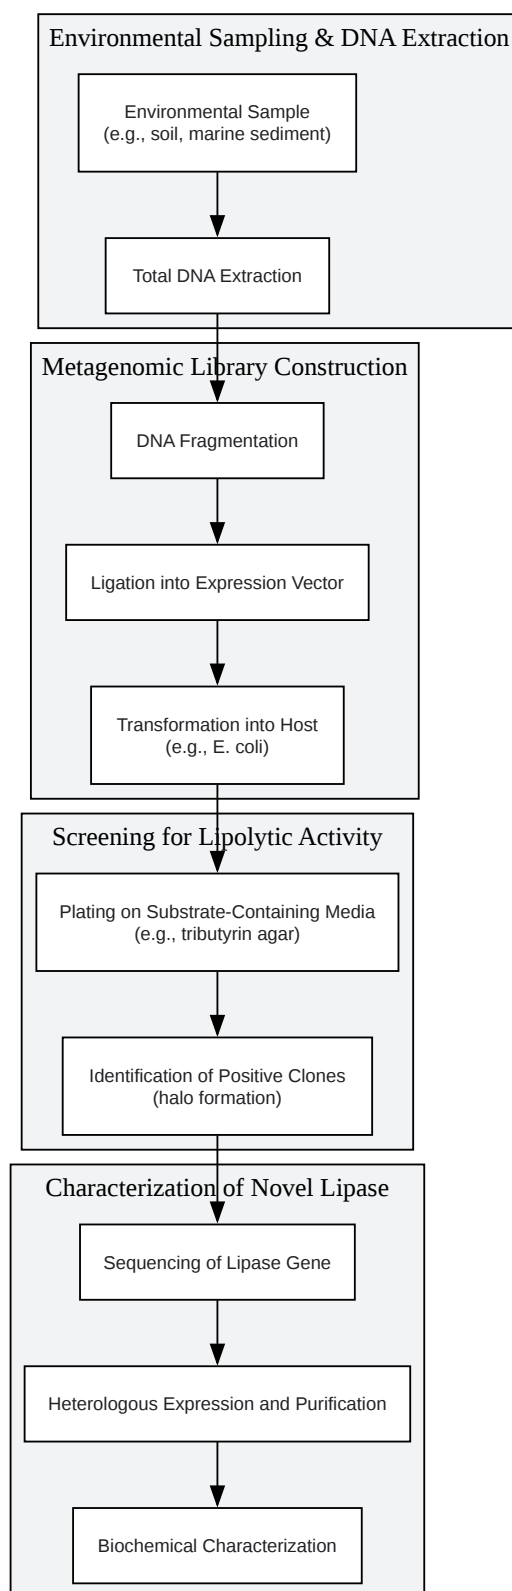 Environmental Sampling & DNA Extraction
Environmental Sample
(e.g., soil, marine sediment)
Total DNA Extraction
Metagenomic Library Construction
DNA Fragmentation
Ligation into Expression Vector
Transformation into Host
(e.g., E. coli)
Screening for Lipolytic Activity
Plating on Substrate-Containing Media
(e.g., tributyrin agar)
Identification of Positive Clones
(halo formation)
Characterization of Novel Lipase
Sequencing of Lipase Gene
Heterologous Expression and Purification
Biochemical Characterization